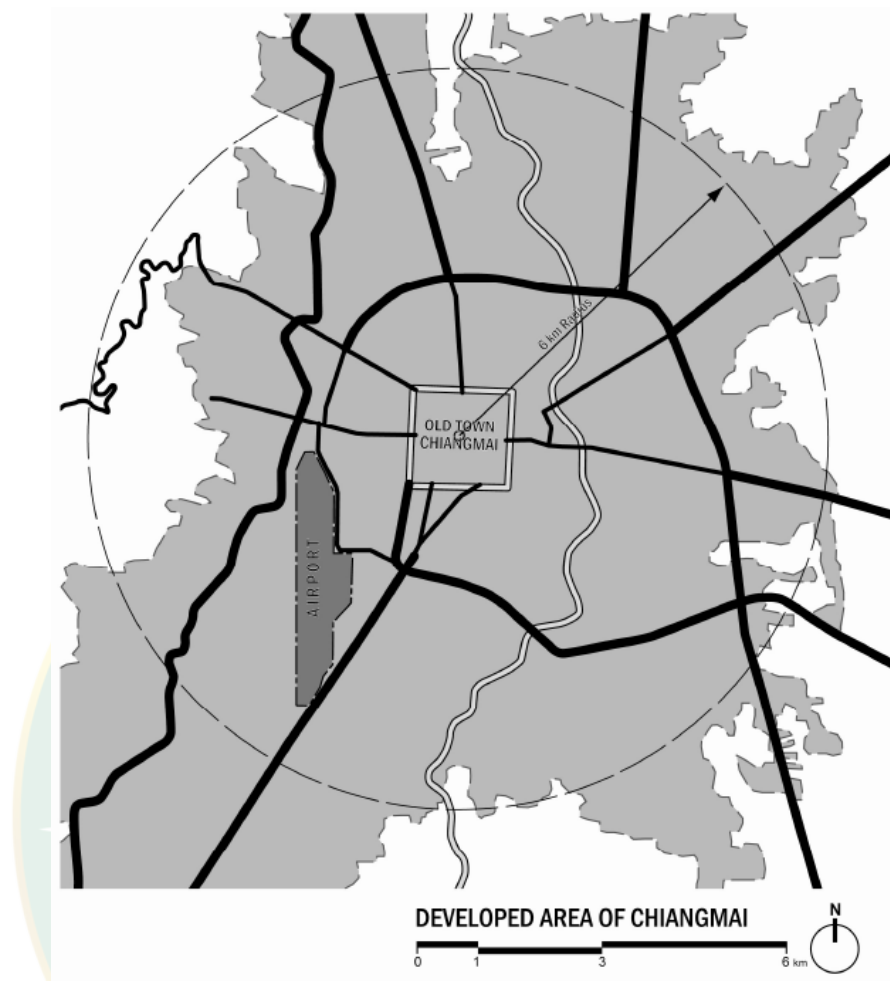 6 km Radius
OLD TOWN
CHIANGMAI
AIRPORT
DEVELOPED AREA OF CHIANGMAI
N
0 1 3 6 km